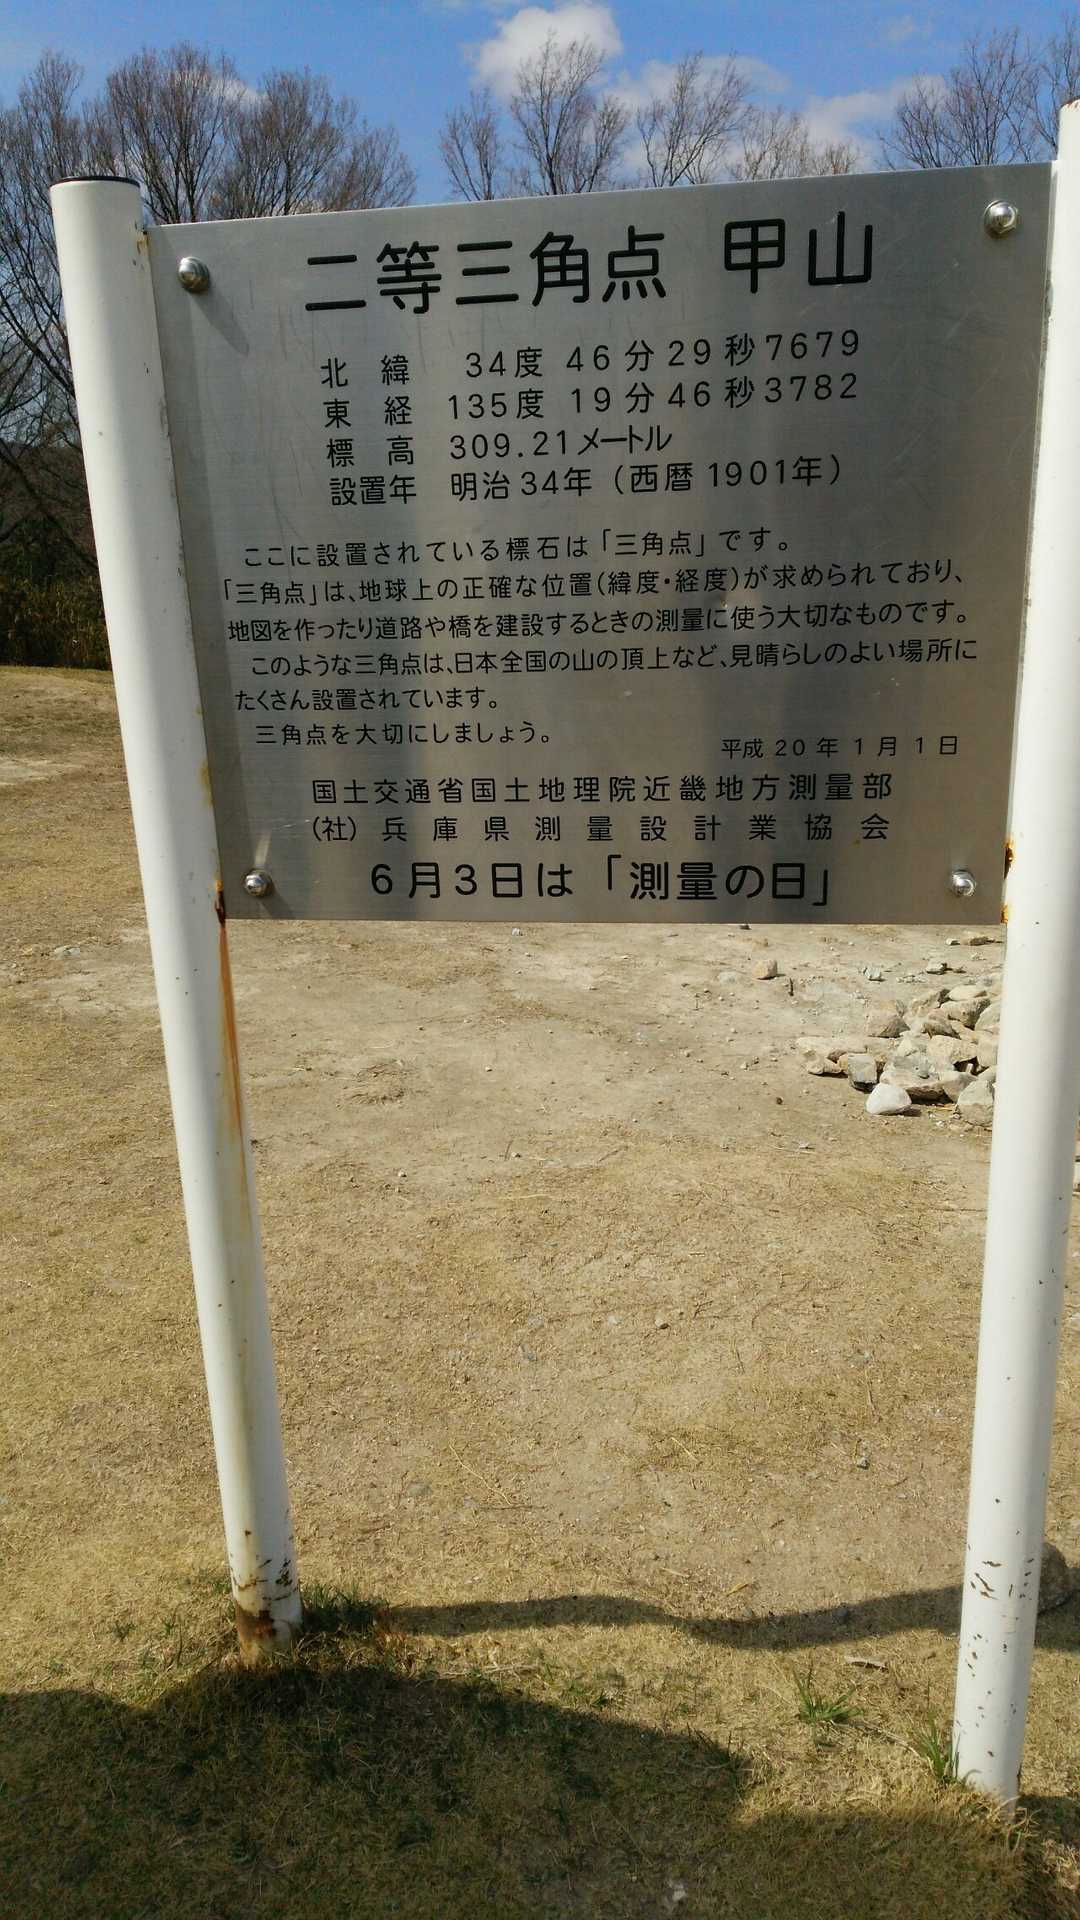 二等三角点 甲山
北緯 34度 46分 29秒7679
東経 135度 19分 46秒3782
標高 309.21メートル
設置年 明治34年（西暦1901年）
ここに設置されている標石は「三角点」です。
「三角点」は、地球上の正確な位置（緯度・経度）が求められており、
地図を作ったり道路や橋を建設するときの測量に使う大切なものです。
このような三角点は、日本全国の山の頂上など、見晴らしのよい場所に
たくさん設置されています。
三角点を大切にしましょう。
平成20年1月1日
国土交通省国土地理院近畿地方測量部
（社）兵庫県測量設計業協会
6月3日は「測量の日」